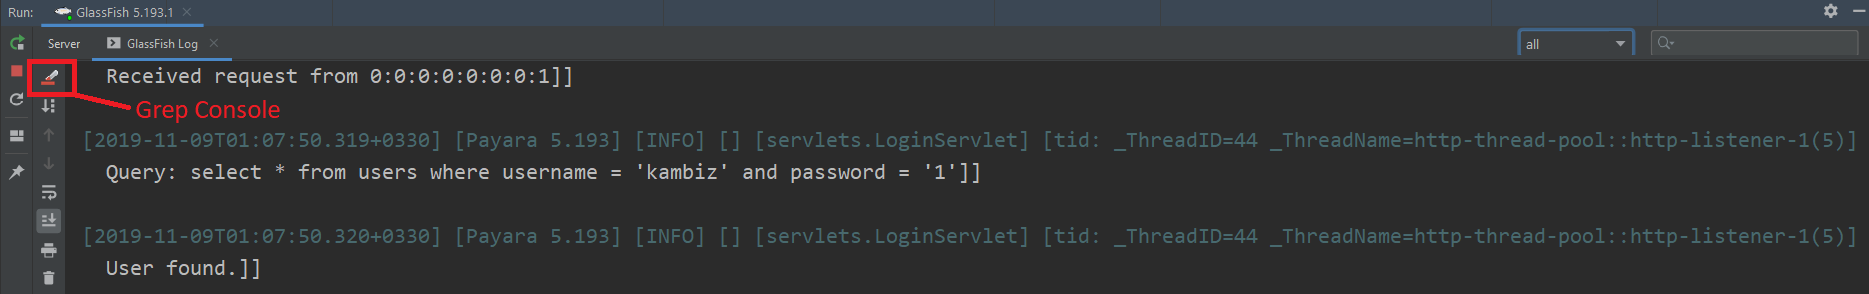 Run: GlassFish 5.193.1
Server GlassFish Log all
Received request from 0:0:0:0:0:0:0:1]]
Grep Console
[2019-11-09T01:07:50.319+0330] [Payara 5.193] [INFO] [] [servlets.LoginServlet] [tid: _ThreadID=44 _ThreadName=http-thread-pool::http-listener-1(5)]
Query: select * from users where username = 'kambiz' and password = '1']]
[2019-11-09T01:07:50.320+0330] [Payara 5.193] [INFO] [] [servlets.LoginServlet] [tid: _ThreadID=44 _ThreadName=http-thread-pool::http-listener-1(5)]
User found.]]